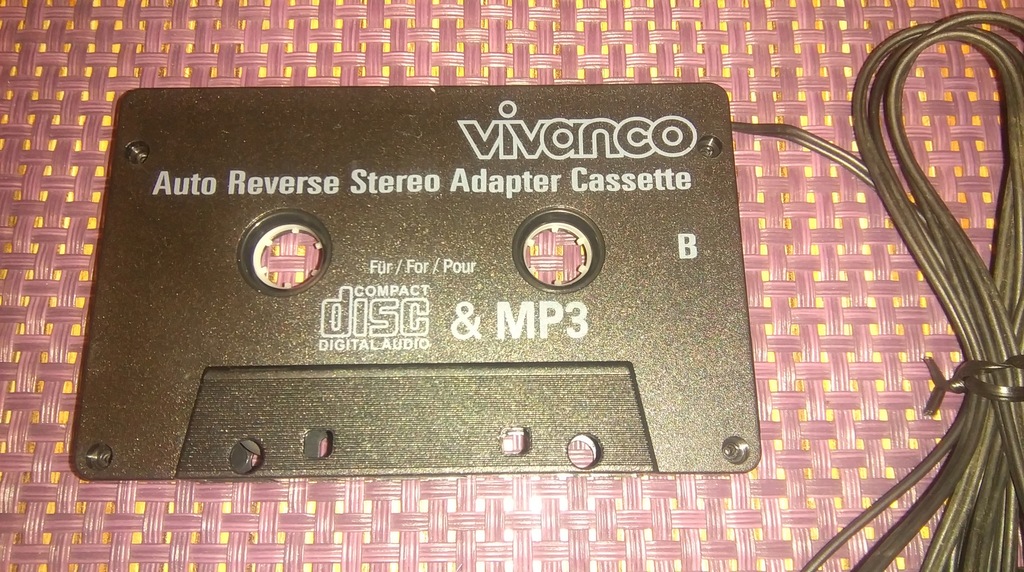 vivanco
Auto Reverse Stereo Adapter Cassette
B
Für / For / Pour
COMPACT
disc
DIGITAL AUDIO
& MP3